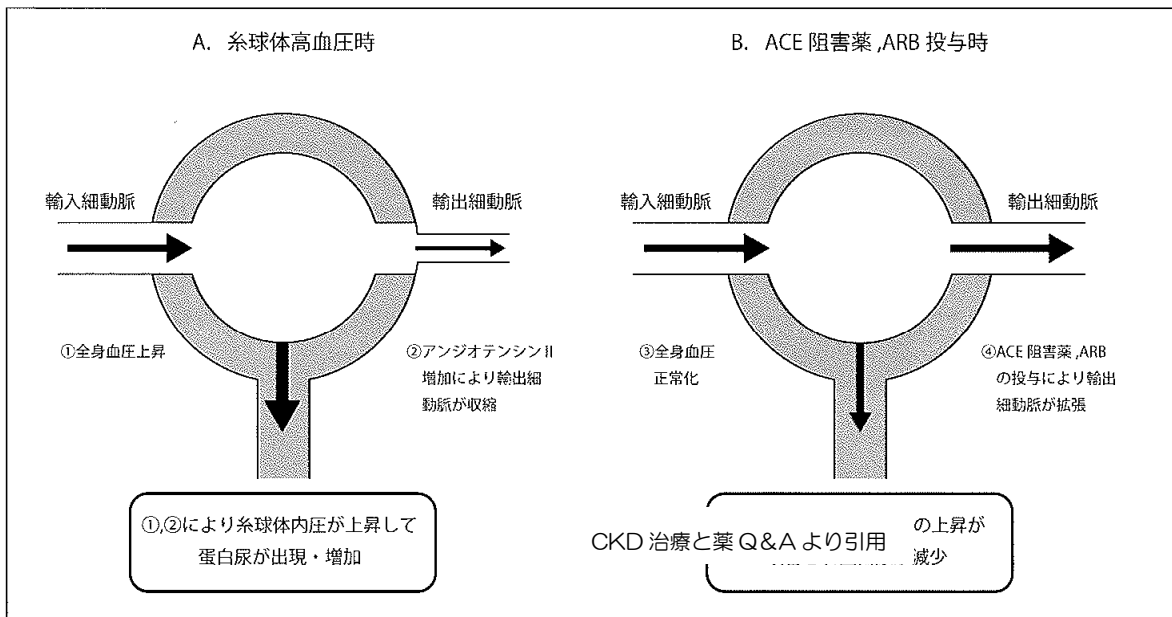 A. 糸球体高血圧時
輸入細動脈
輸出細動脈
①全身血圧上昇
②アンジオテンシンⅡ
増加により輸出細
動脈が収縮
①,②により糸球体内圧が上昇して
蛋白尿が出現・増加
B. ACE 阻害薬 ,ARB 投与時
輸入細動脈
輸出細動脈
③全身血圧
正常化
④ACE 阻害薬 ,ARB
の投与により輸出
細動脈が拡張
の上昇が
CKD 治療と薬 Q&A より引用
減少